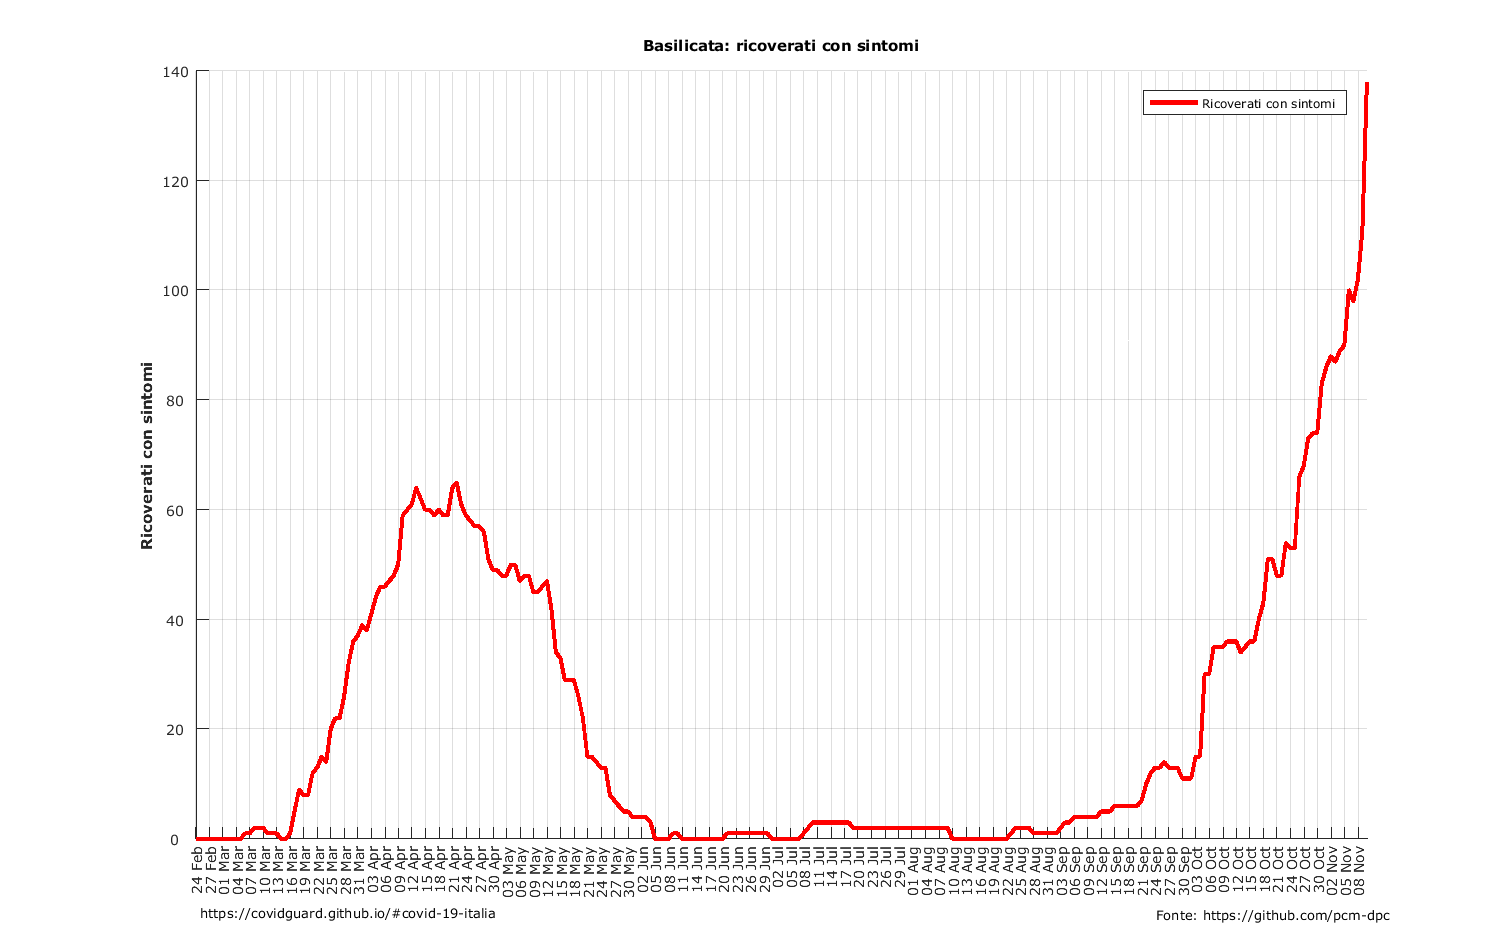 Basilicata: ricoverati con sintomi
Ricoverati con sintomi
Ricoverati con sintomi
140
120
100
80
60
40
20
0
24 Feb
27 Feb
01 Mar
04 Mar
07 Mar
10 Mar
13 Mar
16 Mar
19 Mar
22 Mar
25 Mar
28 Mar
31 Mar
03 Apr
06 Apr
09 Apr
12 Apr
15 Apr
18 Apr
21 Apr
24 Apr
27 Apr
30 Apr
03 May
06 May
09 May
12 May
15 May
18 May
21 May
24 May
27 May
30 May
02 Jun
05 Jun
08 Jun
11 Jun
14 Jun
17 Jun
20 Jun
23 Jun
26 Jun
29 Jun
02 Jul
05 Jul
08 Jul
11 Jul
14 Jul
17 Jul
20 Jul
23 Jul
26 Jul
29 Jul
01 Aug
04 Aug
07 Aug
10 Aug
13 Aug
16 Aug
19 Aug
22 Aug
25 Aug
28 Aug
31 Aug
03 Sep
06 Sep
09 Sep
12 Sep
15 Sep
18 Sep
21 Sep
24 Sep
27 Sep
30 Sep
03 Oct
06 Oct
09 Oct
12 Oct
15 Oct
18 Oct
21 Oct
24 Oct
27 Oct
30 Oct
02 Nov
05 Nov
08 Nov
https://covidguard.github.io/#covid-19-italia
Fonte: https://github.com/pcm-dpc